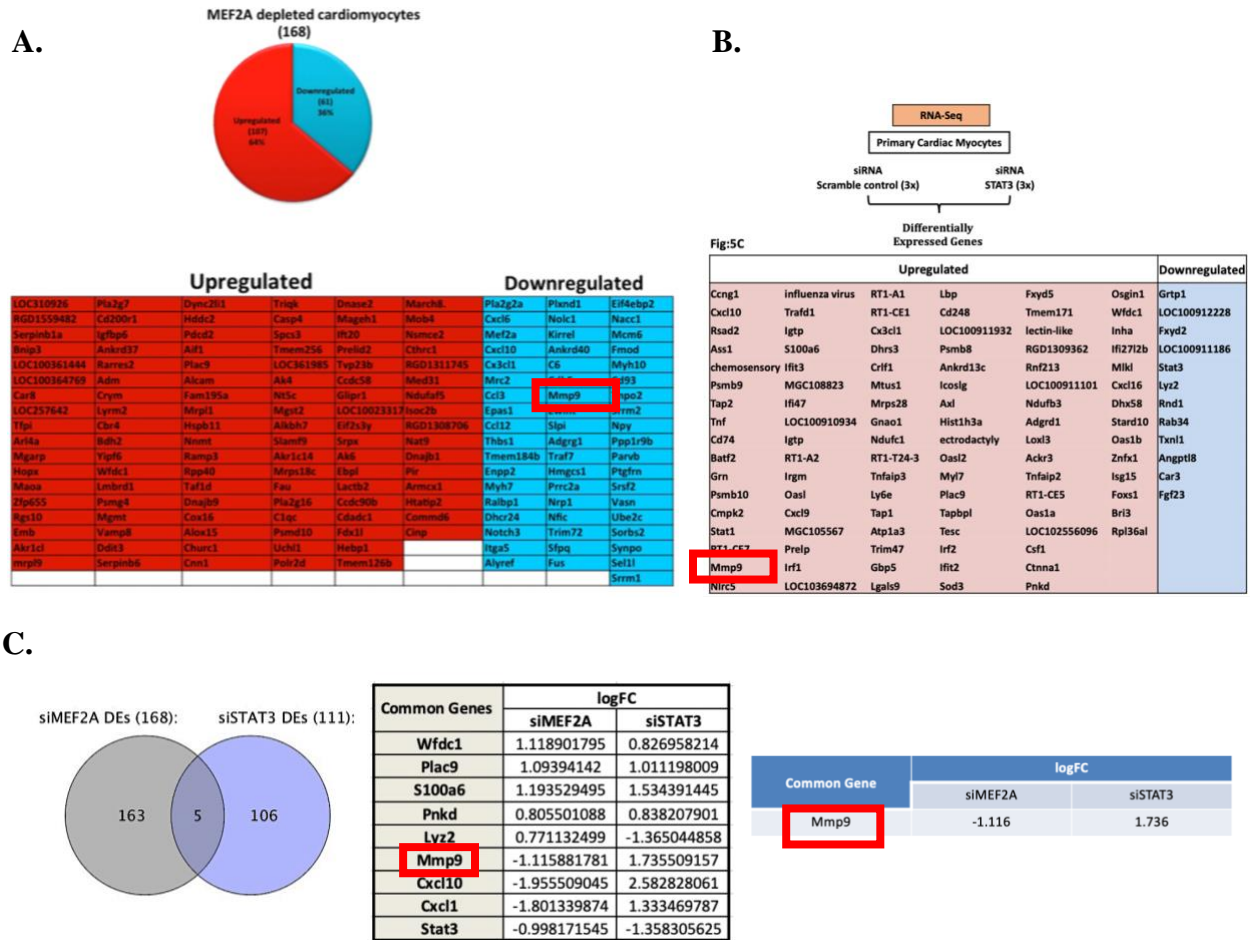 MEF2A depleted cardiomyocytes
(168)
A.
Downregulated
(61)
36%
Upregulated
(107)
64%
Upregulated Downregulated
LOC310926 Pla2g7 Dync2li1 Triqk Dnase2 March8. Pla2g2a Plxnd1 Eif4ebp2
RGD1559482 Cd200r1 Hddc2 Casp4 Mageh1 Mob4 Cxcl6 Nolc1 Nacc1
Serpinb1a Igfbp6 Pdcd2 Spcs3 Ift20 Nsmce2 Mef2a Kirrel Mcm6
Bnip3 Ankrd37 Aif1 Tmem256 Prelid2 Cthrc1 Cxcl10 Ankrd40 Fmod
LOC100361444 Rarres2 Plac9 LOC361985 Tvp23b RGD1311745 Cx3cl1 C6 Myh10
LOC100364769 Adm Alcam Ak4 Ccdc58 Med31 Mrc2
Car8 Crym Fam195a Nt5c Glipr1 Ndufaf5 Ccl3 Mmp9
LOC257642 Lyrm2 Mrpl1 Mgst2 LOC10023317 Isoc2b Epas1
Tfpi Cbr4 Hspb11 Alkbh7 Eif2s3y RGD1308706 Ccl12 Slpi Npy
Arl4a Bdh2 Nnmt Slamf9 Srpx Nat9 Thbs1 Adgrg1 Ppp1r9b
Mgarp Yipf6 Ramp3 Akr1c14 Ak6 Dnajb1 Tmem184b Traf7 Parvb
Hopx Wfdc1 Rpp40 Mrps18c Ebpl Pir Enpp2 Hmgcs1 Ptgfrn
Maoa Lmbrd1 Taf1d Fau Lactb2 Armcx1 Myh7 Prrc2a Srsf2
Zfp655 Psmg4 Dnajb9 Pla2g16 Ccdc90b Htatip2 Ralbp1 Nrp1 Vasn
Rgs10 Mgmt Cox16 C1qc Cdadc1 Commd6 Dhcr24 Nfic Ube2c
Emb Vamp8 Alox15 Psmd10 Fdx1l Cinp Notch3 Trim72 Sorbs2
Akr1cl Ddit3 Churc1 Uchl1 Hebp1 Itga5 Sfpq Synpo
mrpl9 Serpinb6 Cnn1 Polr2d Tmem126b Alyref Fus Sel1l
Srrm1
B.
RNA-Seq
Primary Cardiac Myocytes
siRNA siRNA
Scramble control (3x) STAT3 (3x)
Differentially
Expressed Genes
Fig:5C
Upregulated Downregulated
Ccng1 influenza virus RT1-A1 Lbp Fxyd5 Osgin1 Grtp1
Cxcl10 Trafd1 RT1-CE1 Cd248 Tmem171 Wfdc1 LOC100912228
Rsad2 Igtp Cx3cl1 LOC100911932 lectin-like Inha Fxyd2
Ass1 S100a6 Dhrs3 Psmb8 RGD1309362 Ifi27l2b LOC100911186
chemosensory Ifit3 Crlf1 Ankrd13c Rnf213 Mlkl Stat3
Psmb9 MGC108823 Mtus1 Icoslg LOC100911101 Cxcl16 Lyz2
Tap2 Ifi47 Mrps28 Axl Ndufb3 Dhx58 Rnd1
Tnf LOC100910934 Gnao1 Hist1h3a Adgrd1 Stard10 Rab34
Cd74 Igtp Ndufc1 ectrodactyly Loxl3 Oas1b Txnl1
Batf2 RT1-A2 RT1-T24-3 Oasl2 Ackr3 Znfx1 Angptl8
Grn Irgm Tnfaip3 Myl7 Tnfaip2 Isg15 Car3
Psmb10 Oasl Ly6e Plac9 RT1-CE5 Foxs1 Fgf23
Cmpk2 Cxcl9 Tap1 Tapbpl Oas1a Bri3
Stat1 MGC105567 Atp1a3 Tesc LOC102556096 Rpl36al
RT1-CE7 Prelp Trim47 Irf2 Csf1
Mmp9 Irf1 Gbp5 Ifit2 Ctnna1
Nlrc5 LOC103694872 Lgals9 Sod3 Pnkd
C.
siMEF2A DEs (168): siSTAT3 DEs (111):
163 5 106
Common Genes logFC
siMEF2A siSTAT3
Wfdc1 1.118901795 0.826958214
Plac9 1.09394142 1.011198009
S100a6 1.193529495 1.534391445
Pnkd 0.805501088 0.838207901
Lyz2 0.771132499 -1.365044858
Mmp9 -1.115881781 1.735509157
Cxcl10 -1.955509045 2.582828061
Cxcl1 -1.801339874 1.333469787
Stat3 -0.998171545 -1.358305625
Common Gene logFC
siMEF2A siSTAT3
Mmp9 -1.116 1.736